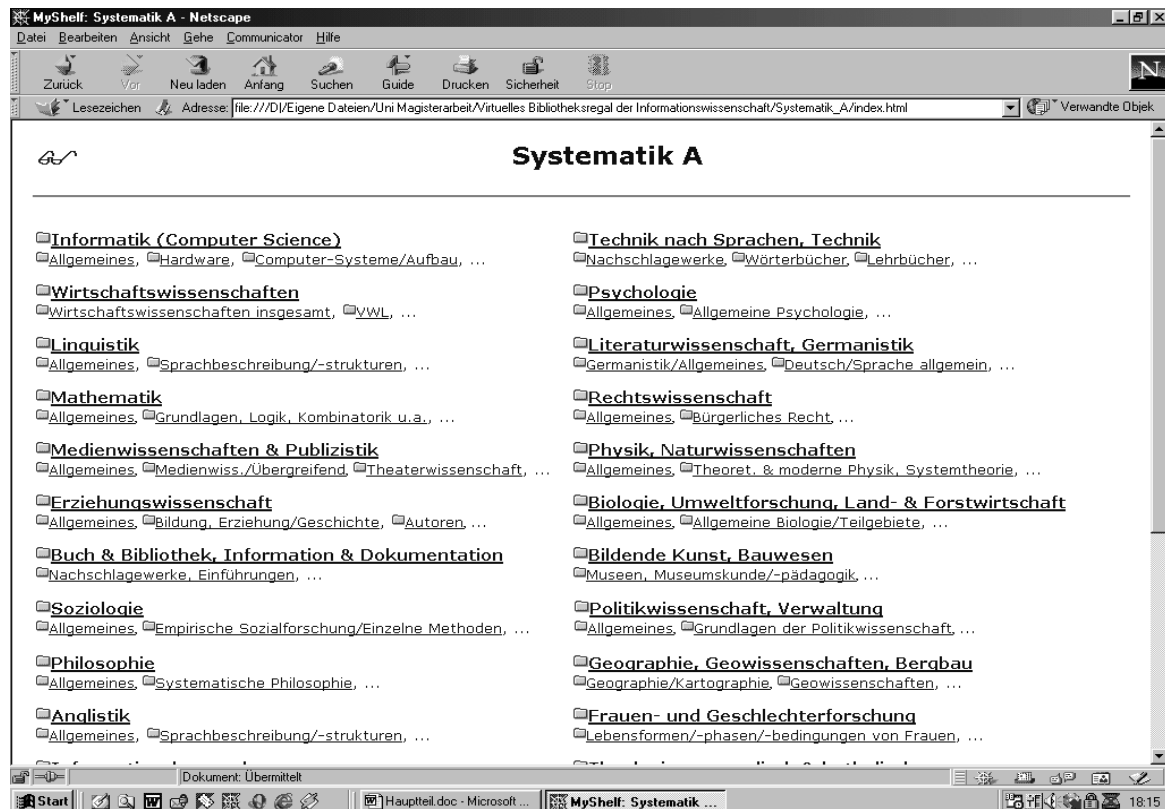 MyShelf: Systematik A - Netscape
Datei Bearbeiten Ansicht Gehe Communicator Hilfe
Zurück Vor Neu laden Anfang Suchen Guide Drucken Sicherheit Stop
N
Lesezeichen Adresse: file:///D|/Eigene Dateien/Uni Magisterarbeit/Virtuelles Bibliotheksregal der Informationswissenschaft/Systematik_A/index.html Verwandte Objek
Systematik A
Informatik (Computer Science)
Allgemeines, Hardware, Computer-Systeme/Aufbau, ...
Wirtschaftswissenschaften
Wirtschaftswissenschaften insgesamt, VWL, ...
Linguistik
Allgemeines, Sprachbeschreibung/-strukturen, ...
Mathematik
Allgemeines, Grundlagen, Logik, Kombinatorik u.a., ...
Medienwissenschaften & Publizistik
Allgemeines, Medienwiss./Übergreifend, Theaterwissenschaft, ...
Erziehungswissenschaft
Allgemeines, Bildung, Erziehung/Geschichte, Autoren, ...
Buch & Bibliothek, Information & Dokumentation
Nachschlagewerke, Einführungen, ...
Soziologie
Allgemeines, Empirische Sozialforschung/Einzelne Methoden, ...
Philosophie
Allgemeines, Systematische Philosophie, ...
Anglistik
Allgemeines, Sprachbeschreibung/-strukturen, ...
Technik nach Sprachen, Technik
Nachschlagewerke, Wörterbücher, Lehrbücher, ...
Psychologie
Allgemeines, Allgemeine Psychologie, ...
Literaturwissenschaft, Germanistik
Germanistik/Allgemeines, Deutsch/Sprache allgemein, ...
Rechtswissenschaft
Allgemeines, Bürgerliches Recht, ...
Physik, Naturwissenschaften
Allgemeines, Theoret. & moderne Physik, Systemtheorie, ...
Biologie, Umweltforschung, Land- & Forstwirtschaft
Allgemeines, Allgemeine Biologie/Teilgebiete, ...
Bildende Kunst, Bauwesen
Museen, Museumskunde/-pädagogik, ...
Politikwissenschaft, Verwaltung
Allgemeines, Grundlagen der Politikwissenschaft, ...
Geographie, Geowissenschaften, Bergbau
Geographie/Kartographie, Geowissenschaften, ...
Frauen- und Geschlechterforschung
Lebensformen/-phasen/-bedingungen von Frauen, ...
Dokument: Übermittelt
Start Hauptteil.doc - Microsoft ... MyShelf: Systematik ... 18:15